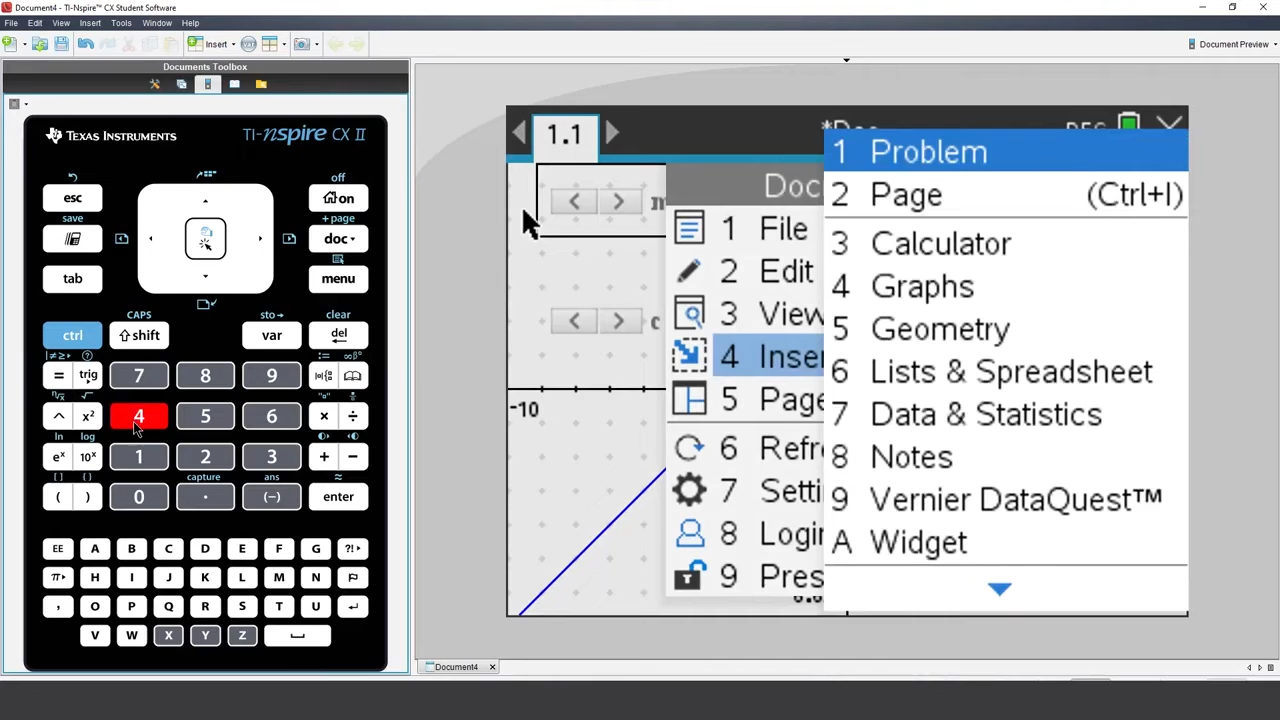 Document4 - TI-Nspire™ CX Student Software
File Edit View Insert Tools Window Help
Insert
Document Preview
Documents Toolbox
TEXAS INSTRUMENTS
TI-nspire CX II
off
esc
on
save
+ page
doc
tab
menu
CAPS
sto→
clear
ctrl
shift
var
del
= trig 7 8 9
^ x² 4 5 6 × ÷
ln log
eˣ 10ˣ 1 2 3 + −
[ ] { } capture ans ≈
( ) 0 . (−) enter
EE A B C D E F G ?!
π H I J K L M N
, O P Q R S T U
V W X Y Z
1.1
*Doc
DEG
-10
c
Doc
1 File
2 Edit
3 View
4 Inser
5 Page
6 Refr
7 Setti
8 Login
9 Pres
1 Problem
2 Page (Ctrl+I)
3 Calculator
4 Graphs
5 Geometry
6 Lists & Spreadsheet
7 Data & Statistics
8 Notes
9 Vernier DataQuest™
A Widget
Document4